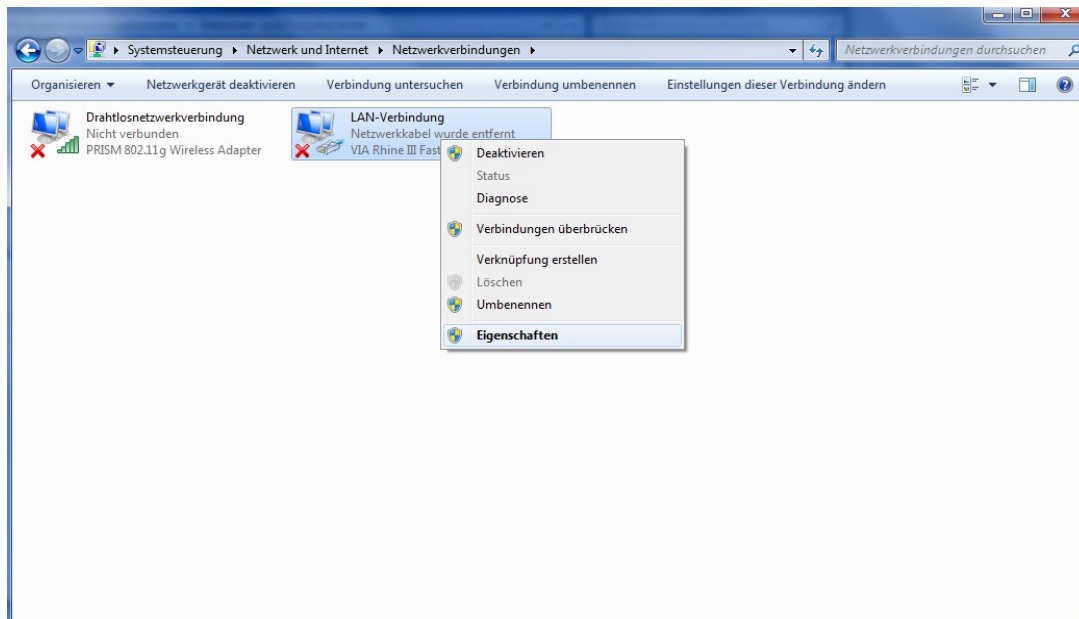 Systemsteuerung ▸ Netzwerk und Internet ▸ Netzwerkverbindungen ▸
Netzwerkverbindungen durchsuchen
Organisieren Netzwerkgerät deaktivieren Verbindung untersuchen Verbindung umbenennen Einstellungen dieser Verbindung ändern
Drahtlosnetzwerkverbindung
Nicht verbunden
PRISM 802.11g Wireless Adapter
LAN-Verbindung
Netzwerkkabel wurde entfernt
VIA Rhine III Fast
Deaktivieren
Status
Diagnose
Verbindungen überbrücken
Verknüpfung erstellen
Löschen
Umbenennen
Eigenschaften